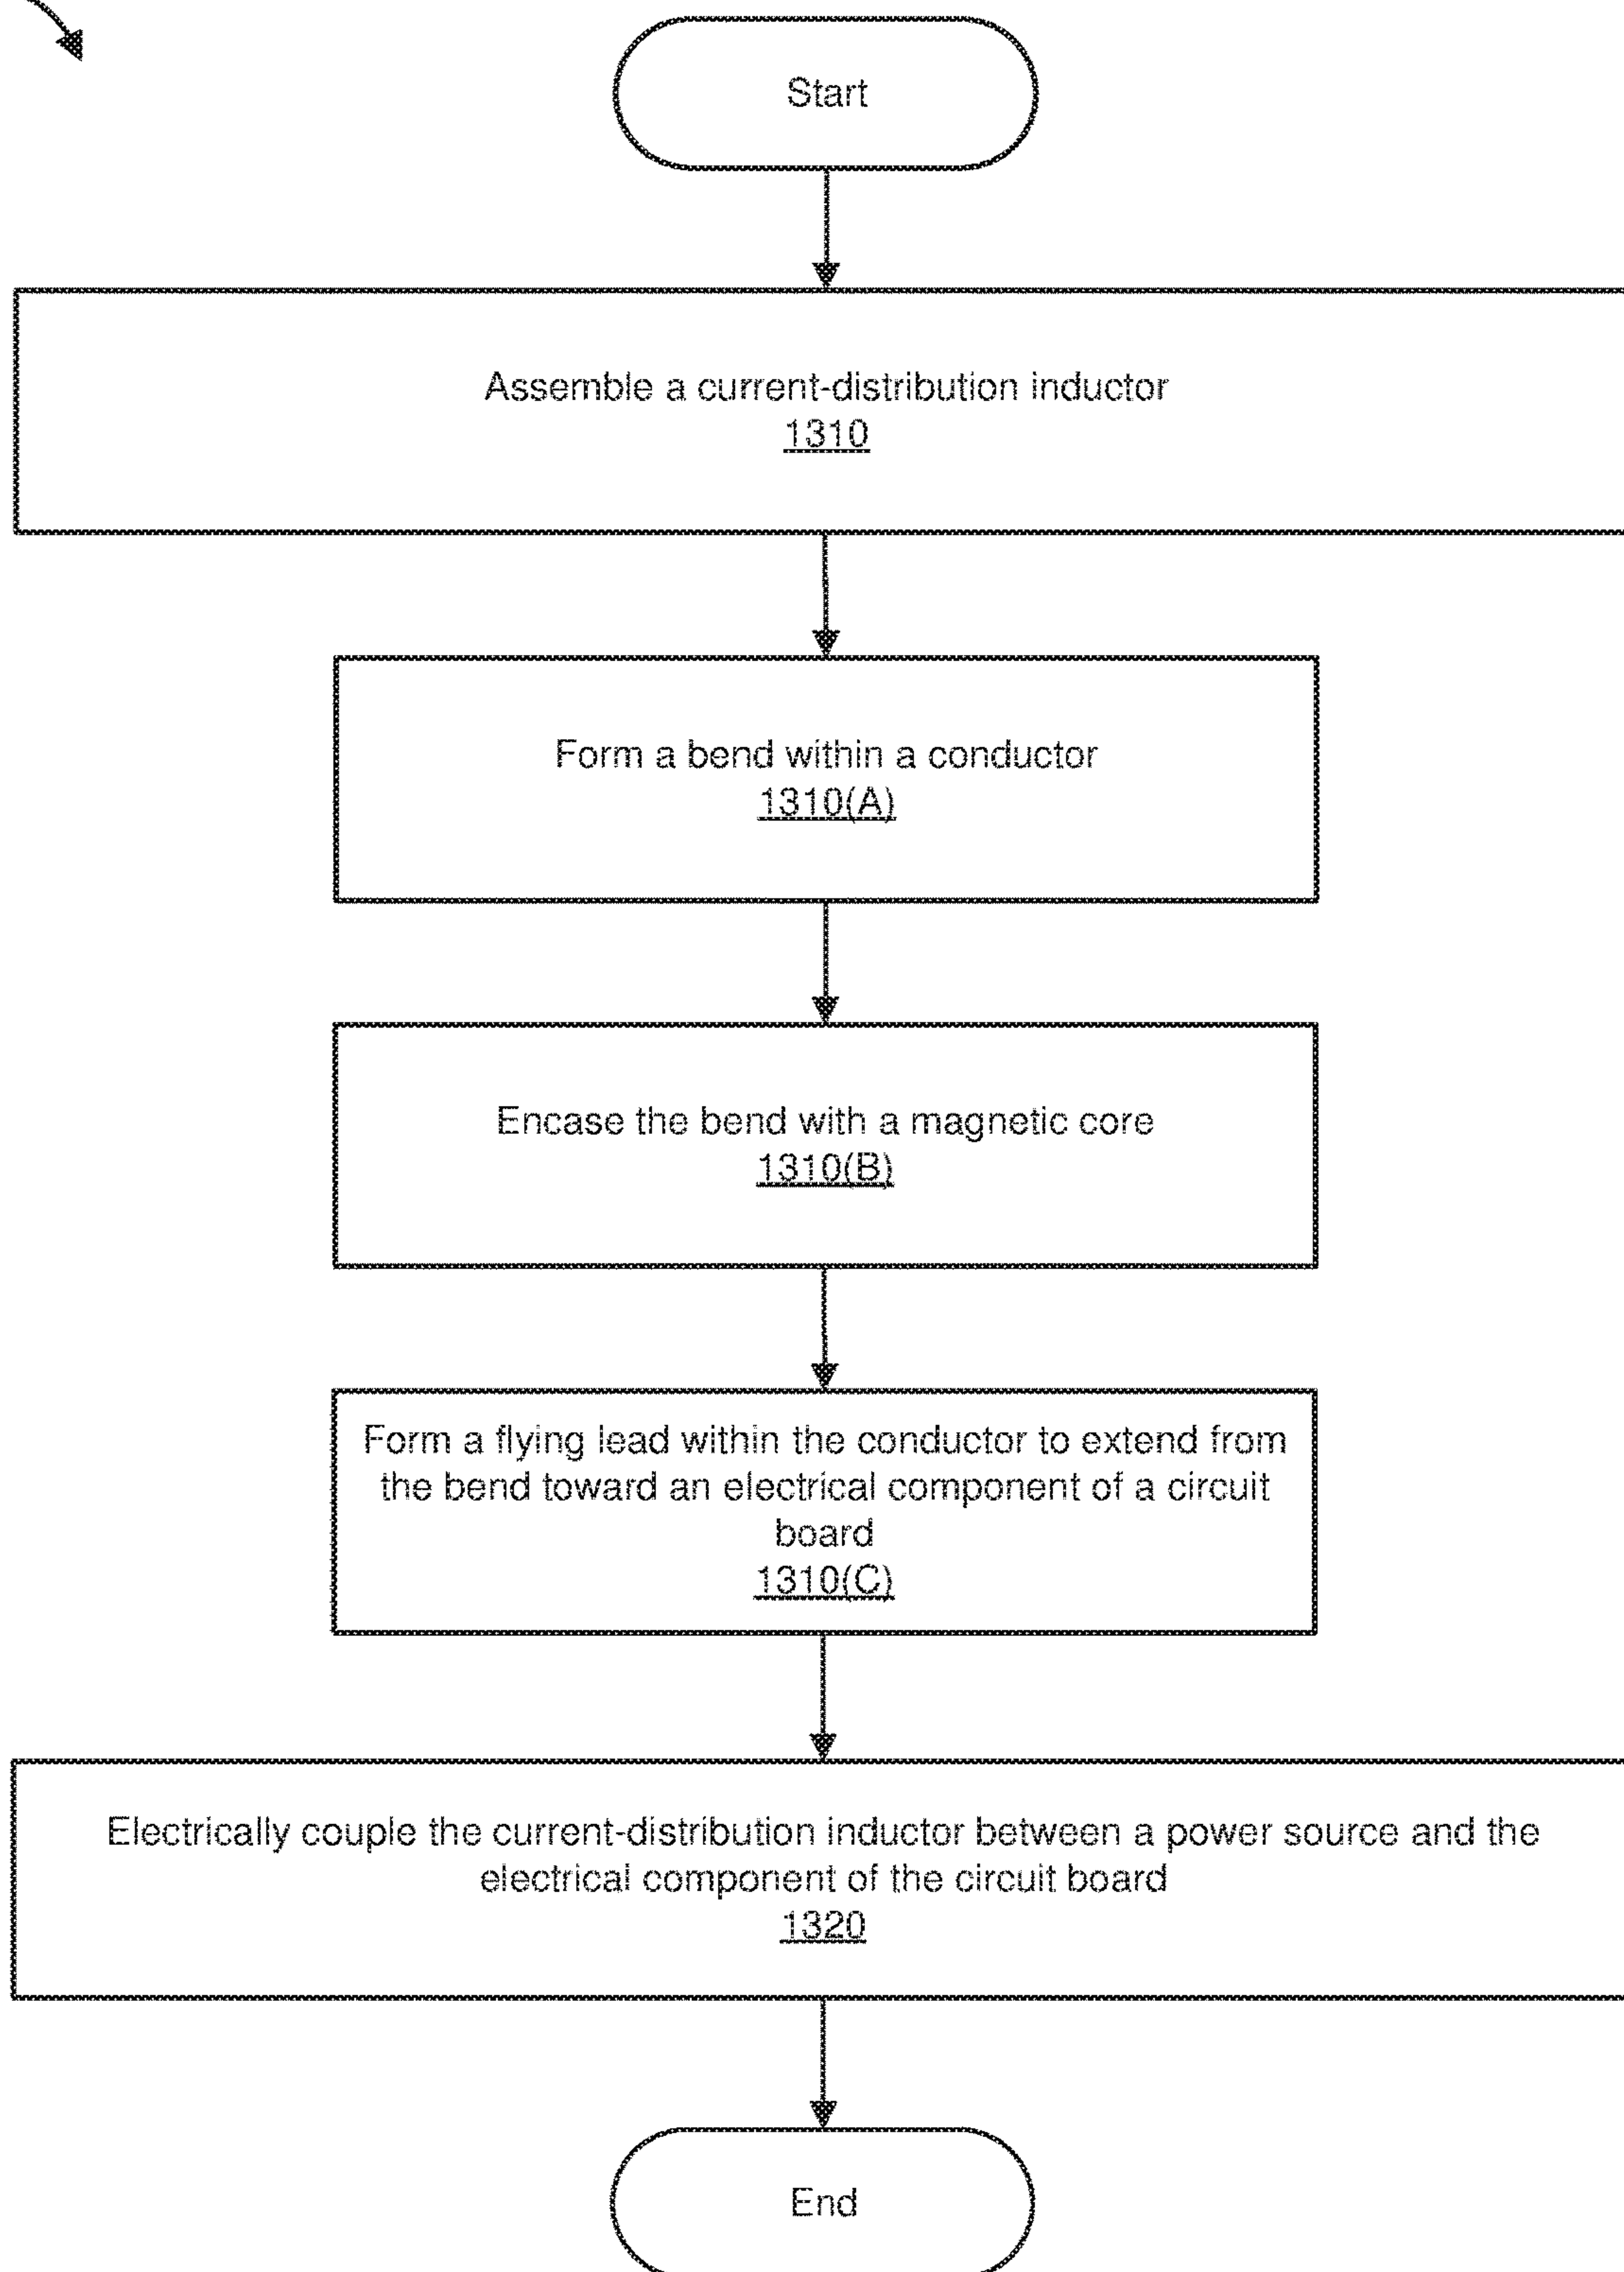 Start
Assemble a current-distribution inductor
1310
Form a bend within a conductor
1310(A)
Encase the bend with a magnetic core
1310(B)
Form a flying lead within the conductor to extend from
the bend toward an electrical component of a circuit
board
1310(C)
Electrically couple the current-distribution inductor between a power source and the
electrical component of the circuit board
1320
End